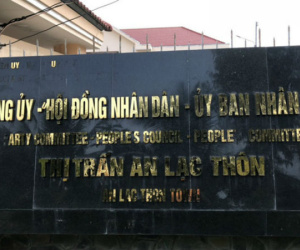 UY U
NG ỦY - HỘI ĐỒNG NHÂN DÂN - ỦY BAN NHÂN
ARTY COMMITTEE - PEOPLE'S COUNCIL - PEOPLE COMMITTE
THỊ TRẤN AN LẠC THÔN
AN LAC THON TOWN